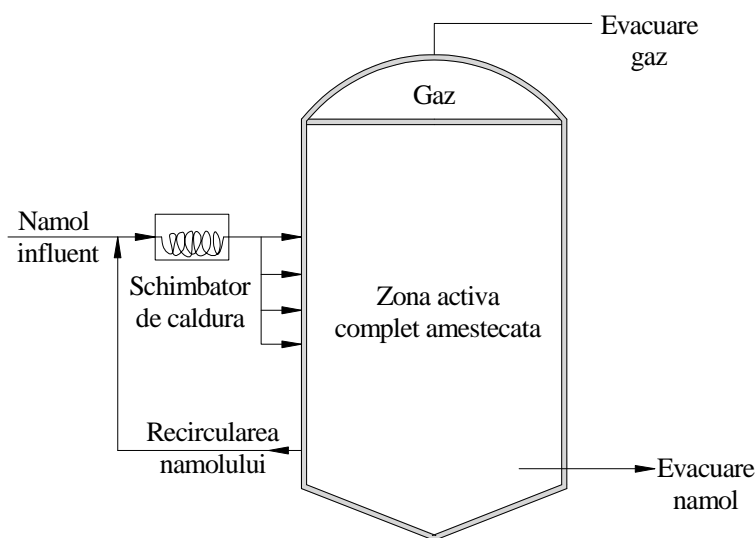 Evacuare
gaz
Gaz
Namol
influent
Schimbator
de caldura
Zona activa
complet amestecata
Recircularea
namolului
Evacuare
namol